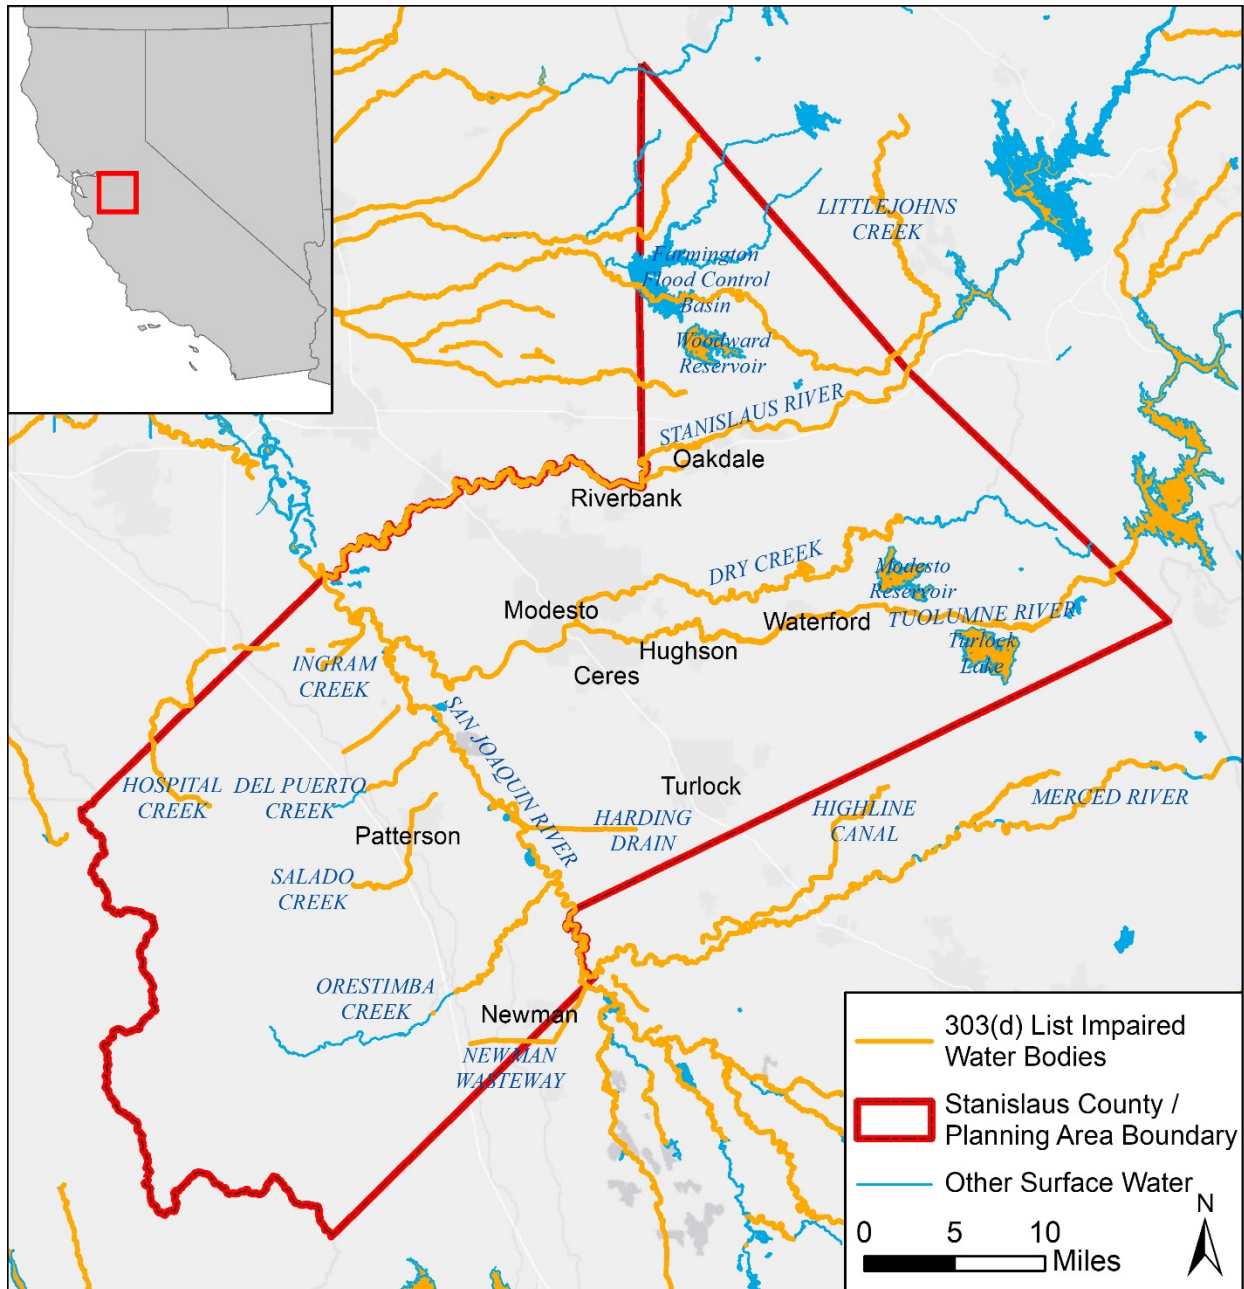 LITTLEJOHNS
CREEK
Farmington
Flood Control
Basin
Woodward
Reservoir
STANISLAUS RIVER
Oakdale
Riverbank
DRY CREEK
Modesto
Reservoir
Modesto
Waterford
TUOLUMNE RIVER
Hughson
Turlock
Lake
Ceres
INGRAM
CREEK
SAN JOAQUIN RIVER
HOSPITAL
CREEK
DEL PUERTO
CREEK
Turlock
HIGHLINE
CANAL
MERCED RIVER
HARDING
DRAIN
Patterson
SALADO
CREEK
ORESTIMBA
CREEK
Newman
NEWMAN
WASTEWAY
303(d) List Impaired
Water Bodies
Stanislaus County /
Planning Area Boundary
Other Surface Water
N
0 5 10
Miles